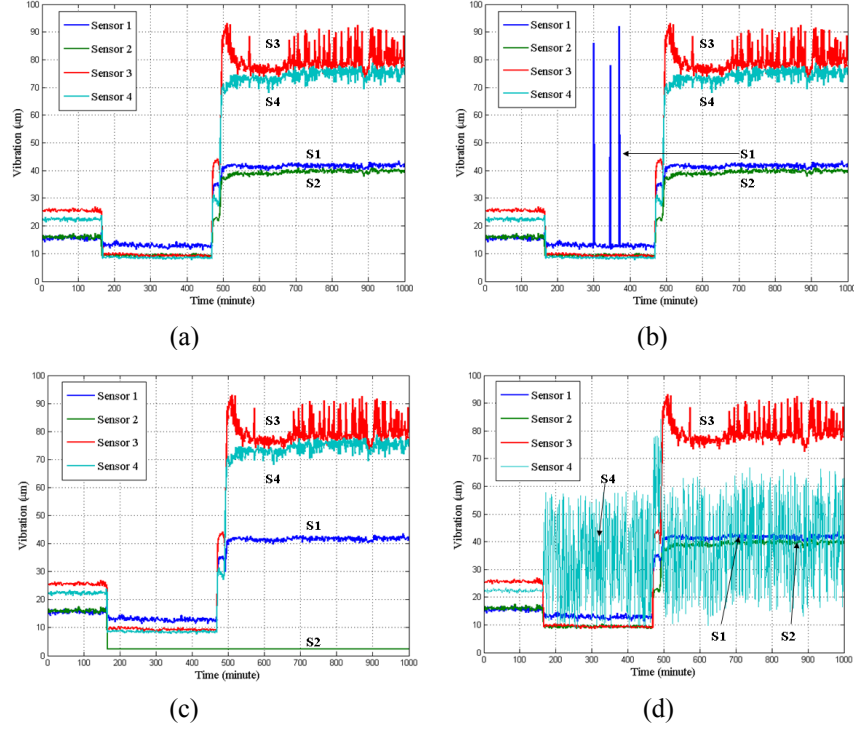 100
90
80
70
60
50
40
30
20
10
0
Vibration (μm)
Sensor 1
Sensor 2
Sensor 3
Sensor 4
S3
S4
S1
S2
0 100 200 300 400 500 600 700 800 900 1000
Time (minute)
(a)
100
90
80
70
60
50
40
30
20
10
0
Vibration (μm)
Sensor 1
Sensor 2
Sensor 3
Sensor 4
S3
S4
S1
S2
0 100 200 300 400 500 600 700 800 900 1000
Time (minute)
(b)
100
90
80
70
60
50
40
30
20
10
0
Vibration (μm)
Sensor 1
Sensor 2
Sensor 3
Sensor 4
S3
S4
S1
S2
0 100 200 300 400 500 600 700 800 900 1000
Time (minute)
(c)
100
90
80
70
60
50
40
30
20
10
0
Vibration (μm)
Sensor 1
Sensor 2
Sensor 3
Sensor 4
S3
S4
S1
S2
0 100 200 300 400 500 600 700 800 900 1000
Time (minute)
(d)